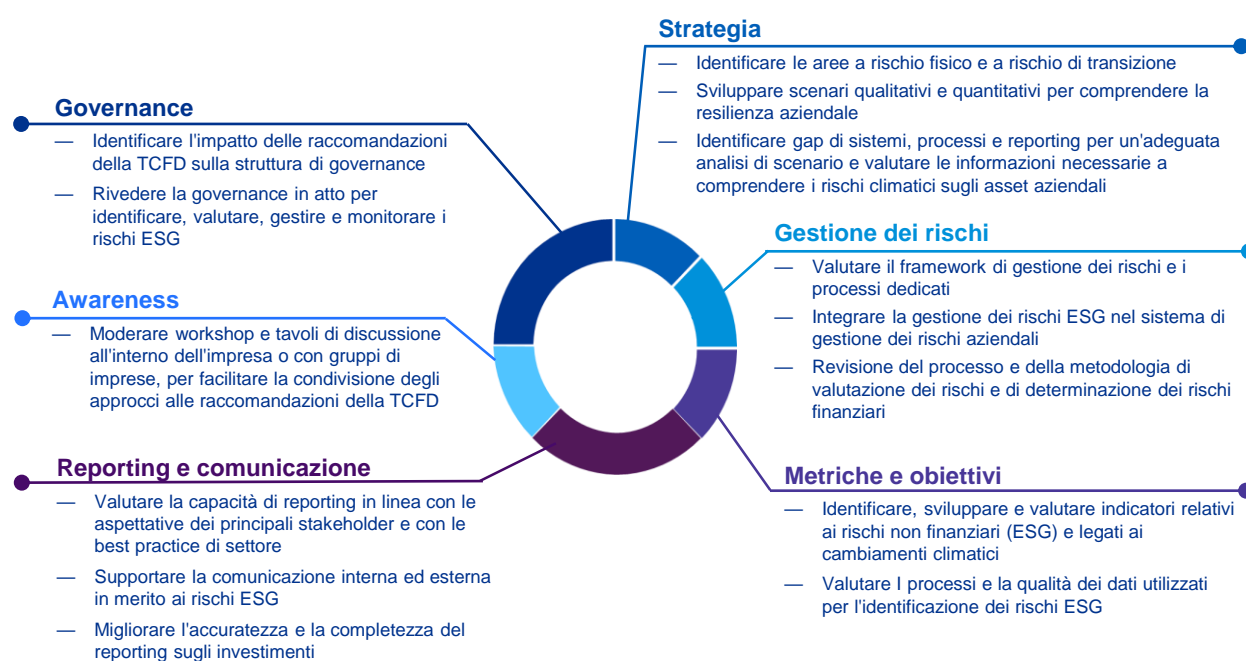 Strategia
— Identificare le aree a rischio fisico e a rischio di transizione
— Sviluppare scenari qualitativi e quantitativi per comprendere la
resilienza aziendale
— Identificare gap di sistemi, processi e reporting per un'adeguata
analisi di scenario e valutare le informazioni necessarie a
comprendere i rischi climatici sugli asset aziendali
Governance
— Identificare l'impatto delle raccomandazioni
della TCFD sulla struttura di governance
— Rivedere la governance in atto per
identificare, valutare, gestire e monitorare i
rischi ESG
Gestione dei rischi
— Valutare il framework di gestione dei rischi e i
processi dedicati
— Integrare la gestione dei rischi ESG nel sistema di
gestione dei rischi aziendali
— Revisione del processo e della metodologia di
valutazione dei rischi e di determinazione dei rischi
finanziari
Awareness
— Moderare workshop e tavoli di discussione
all'interno dell'impresa o con gruppi di
imprese, per facilitare la condivisione degli
approcci alle raccomandazioni della TCFD
Reporting e comunicazione
— Valutare la capacità di reporting in linea con le
aspettative dei principali stakeholder e con le
best practice di settore
— Supportare la comunicazione interna ed esterna
in merito ai rischi ESG
— Migliorare l'accuratezza e la completezza del
reporting sugli investimenti
Metriche e obiettivi
— Identificare, sviluppare e valutare indicatori relativi
ai rischi non finanziari (ESG) e legati ai
cambiamenti climatici
— Valutare I processi e la qualità dei dati utilizzati
per l'identificazione dei rischi ESG